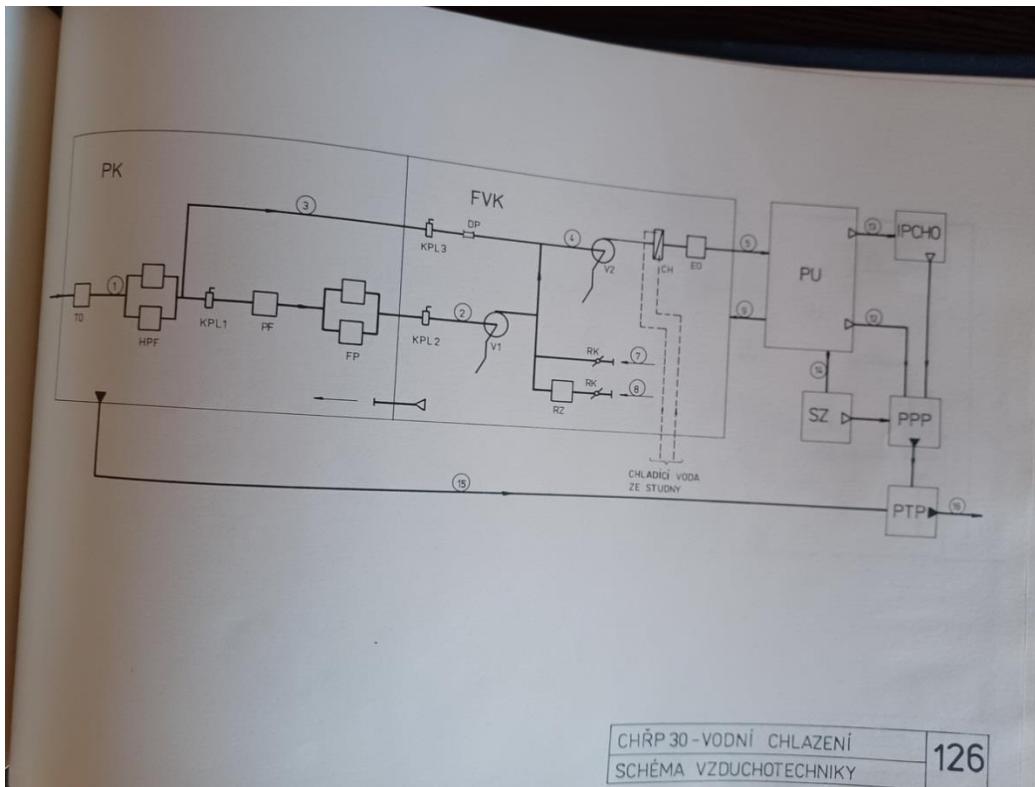 PK
FVK
3
KPL3
DP
4
V2
CH
EO
5
PU
13
IPCHO
TO
1
HPF
KPL1
PF
FP
KPL2
2
V1
9
12
RK
7
RK
8
RZ
14
SZ
PPP
CHLADÍCÍ VODA
ZE STUDNY
15
PTP
16
CHŘP 30 - VODNÍ CHLAZENÍ
SCHÉMA VZDUCHOTECHNIKY
126